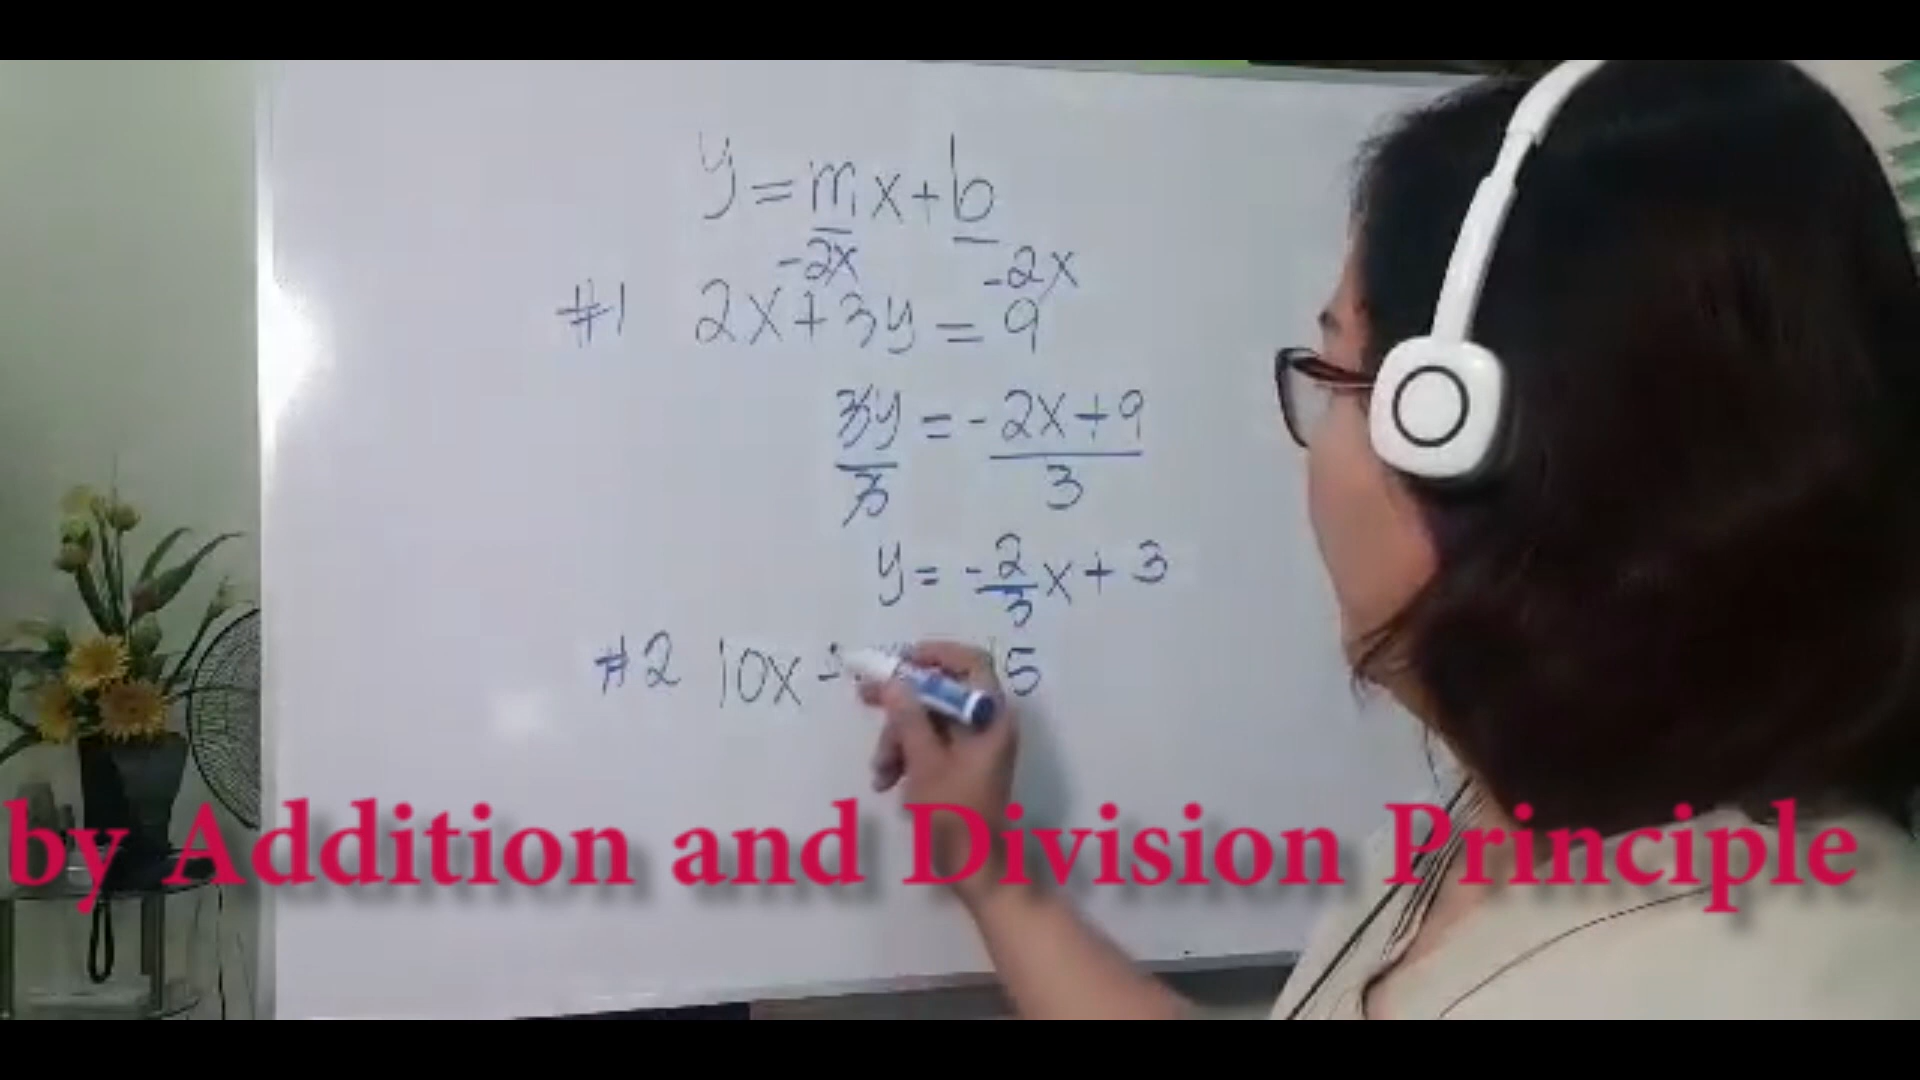 y = mx + b
-2x -2x
#1 2x + 3y = 9
3y/3 = -2x + 9/3
y = -2/3x + 3
#2 10x 5
by Addition and Division Principle